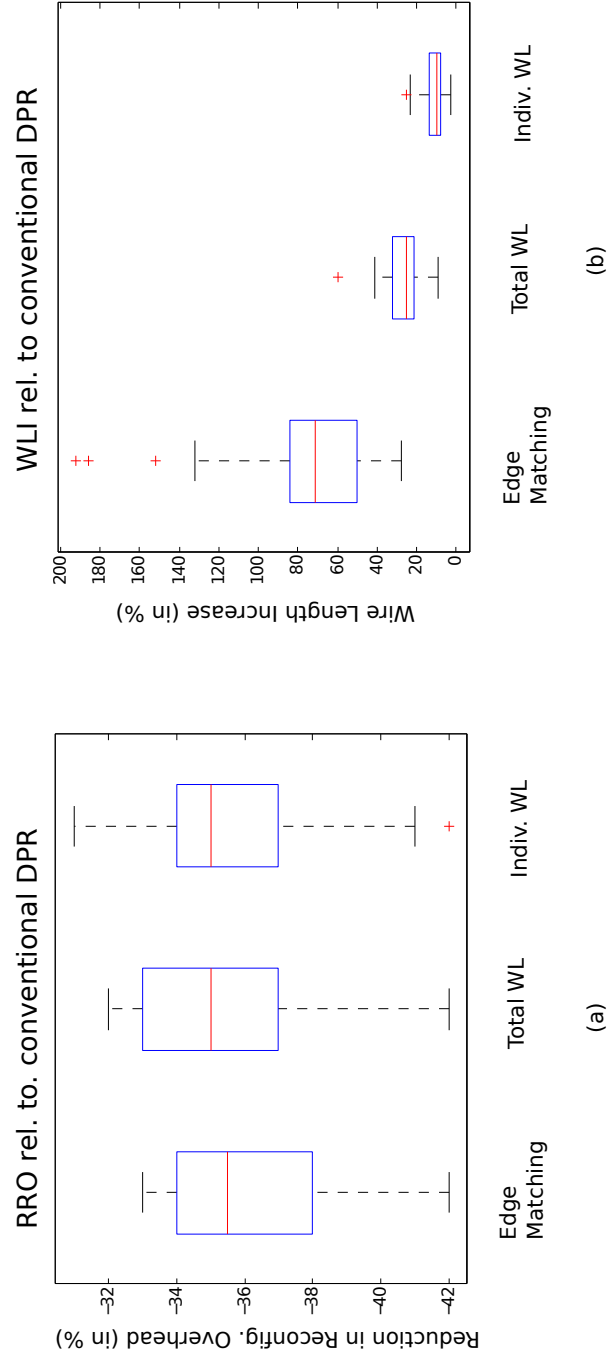 RRO rel. to. conventional DPR
Reduction in Reconfig. Overhead (in %)
−32
−34
−36
−38
−40
−42
Edge
Matching
Total WL
Indiv. WL
(a)
WLI rel. to conventional DPR
Wire Length Increase (in %)
200
180
160
140
120
100
80
60
40
20
0
Edge
Matching
Total WL
Indiv. WL
(b)